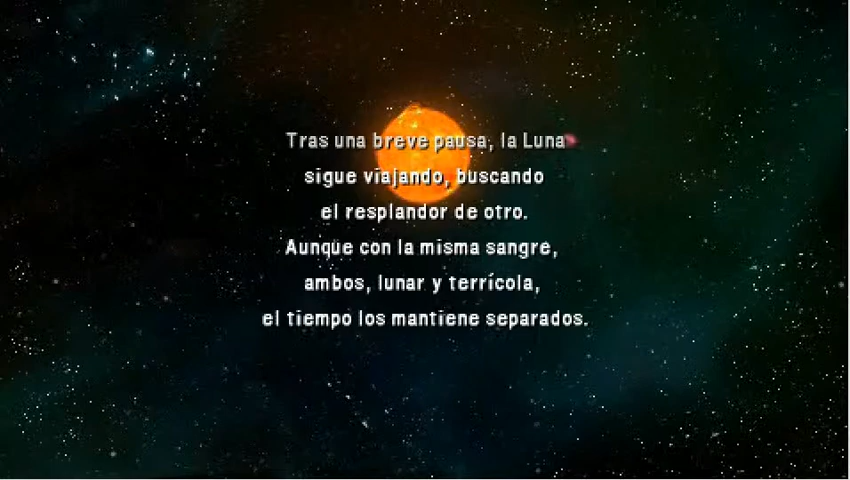 Tras una breve pausa, la Luna
sigue viajando, buscando
el resplandor de otro.
Aunque con la misma sangre,
ambos, lunar y terrícola,
el tiempo los mantiene separados.